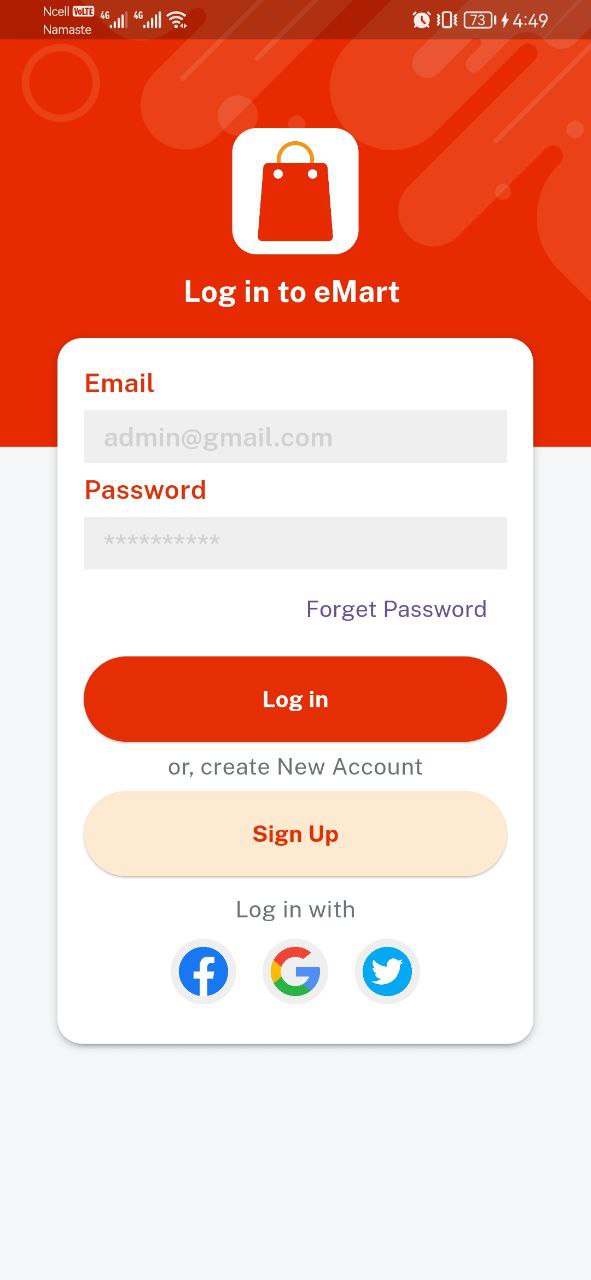 Ncell VoLTE 4G 4G 73 4:49
Namaste
Log in to eMart
Email
admin@gmail.com
Password
**********
Forget Password
Log in
or, create New Account
Sign Up
Log in with